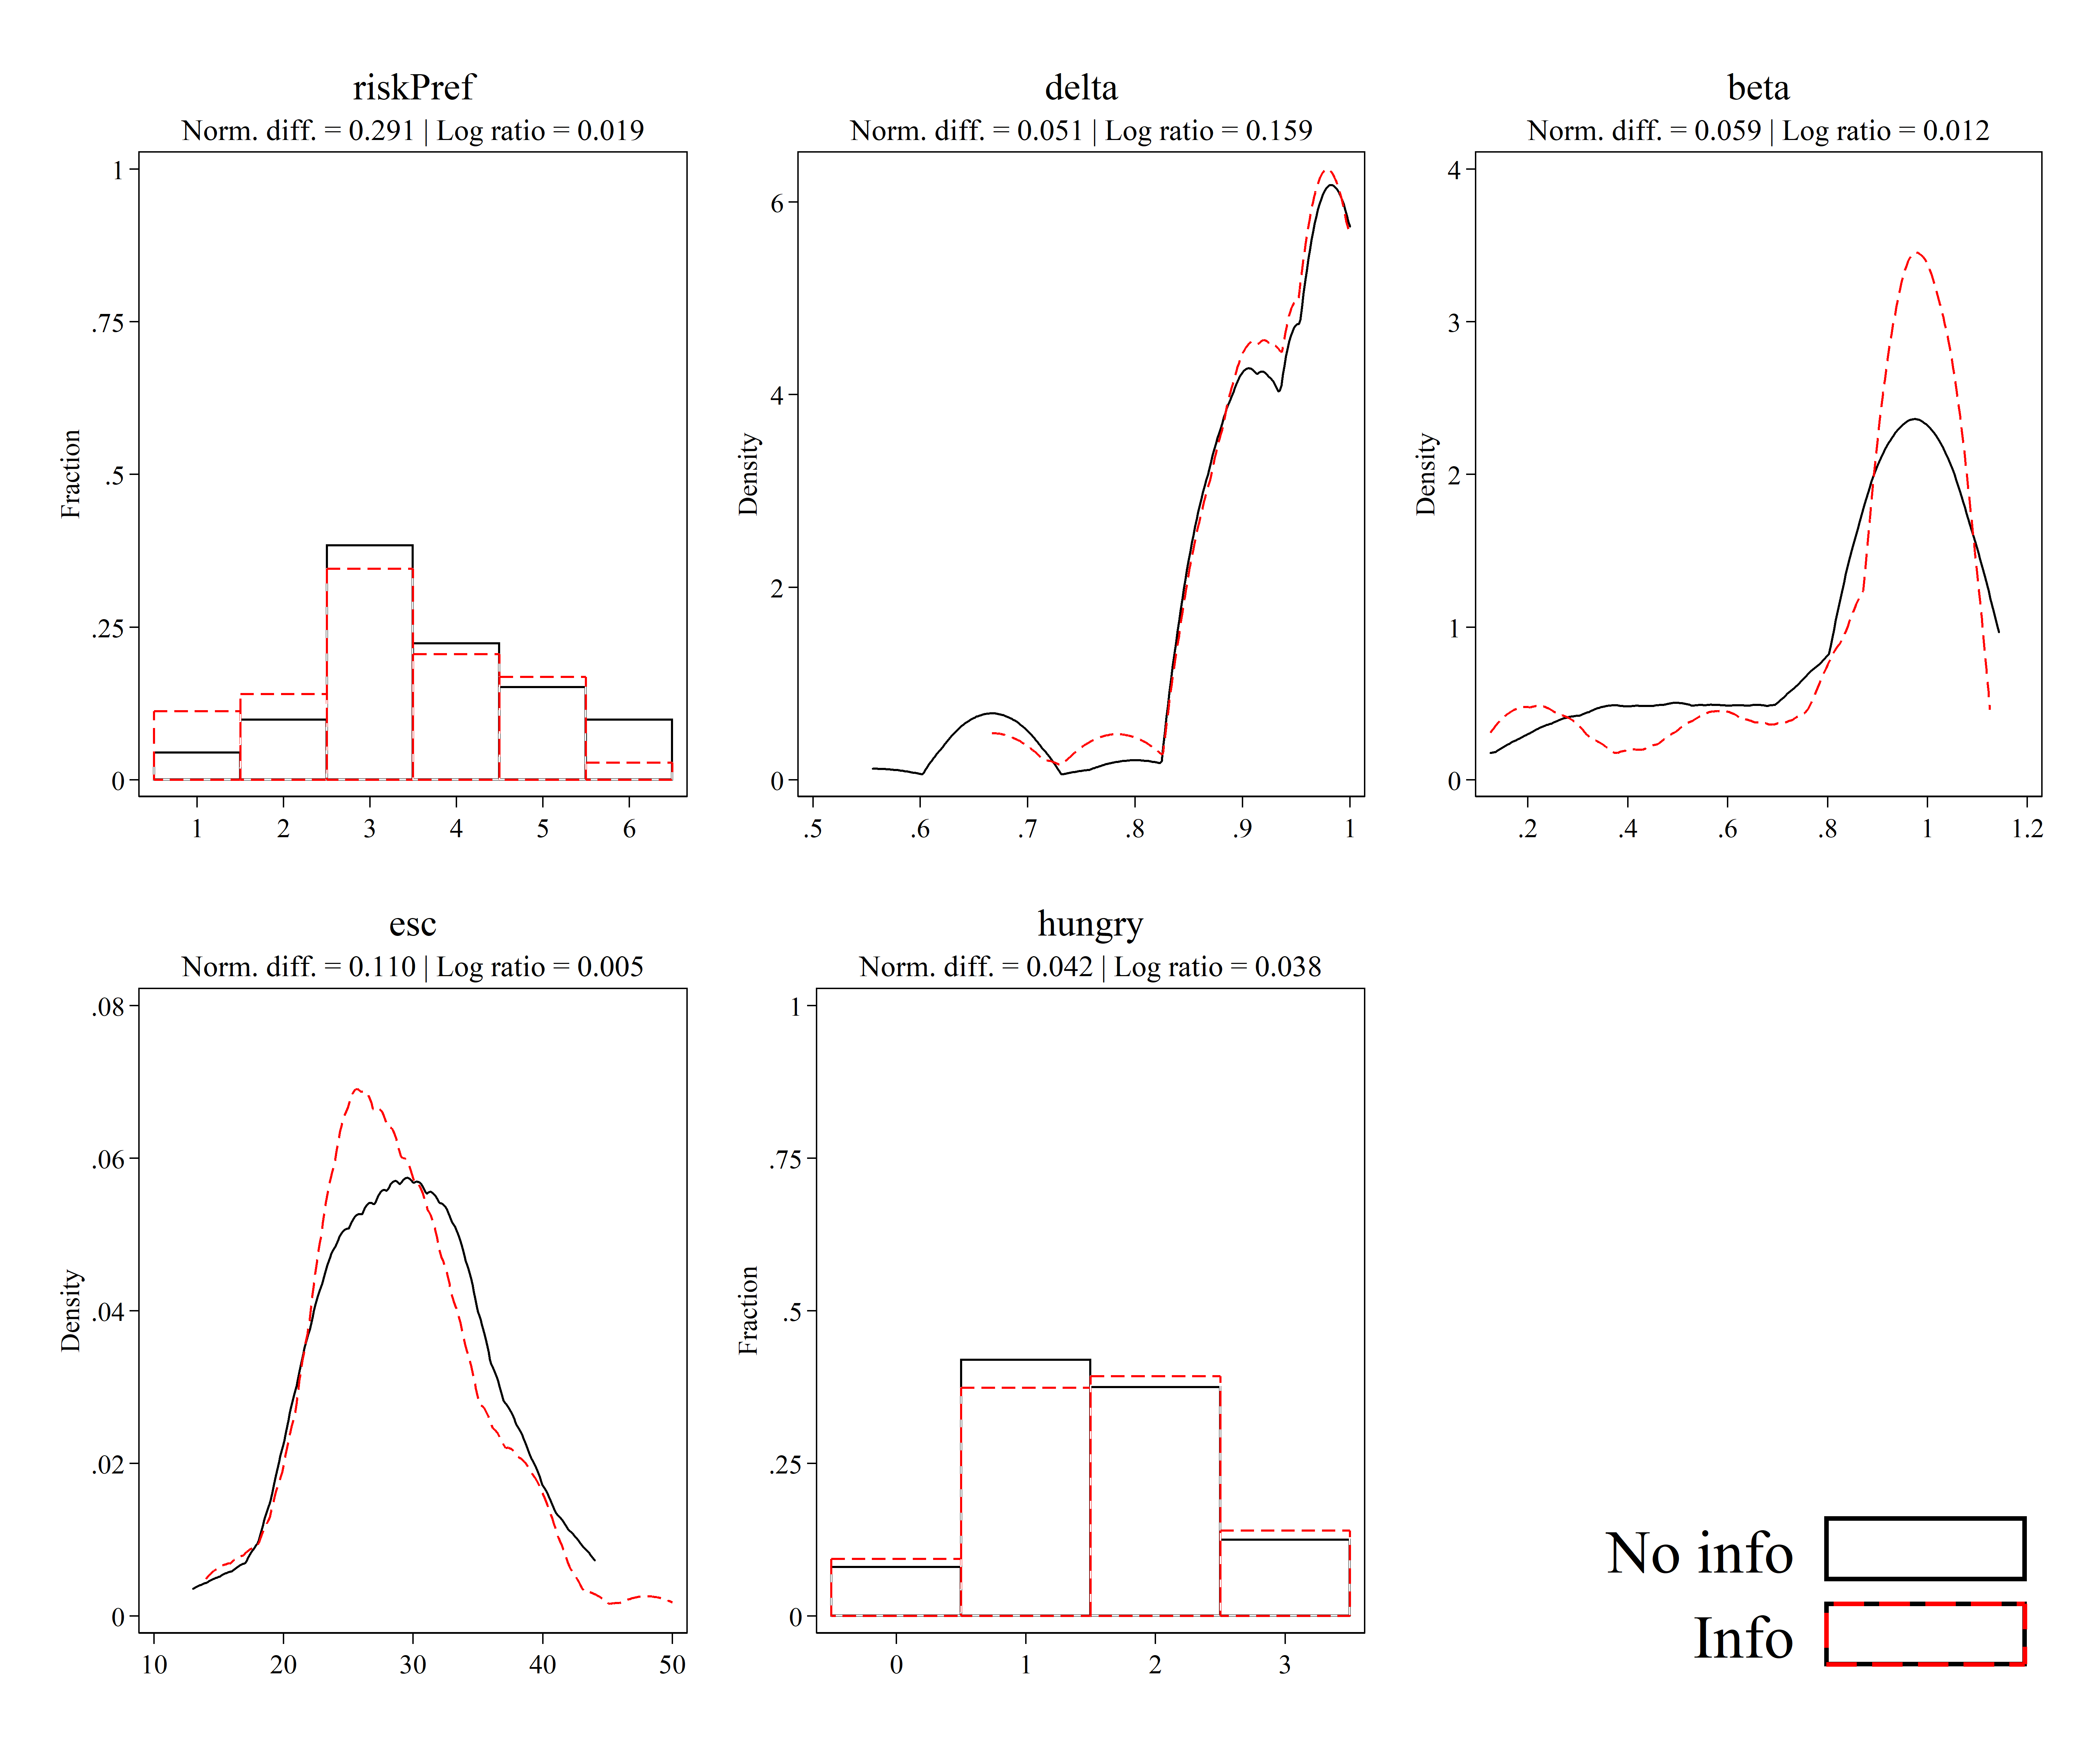 riskPref
Norm. diff. = 0.291 | Log ratio = 0.019
Fraction
1
.75
.5
.25
0
1 2 3 4 5 6
delta
Norm. diff. = 0.051 | Log ratio = 0.159
Density
6
4
2
0
.5 .6 .7 .8 .9 1
beta
Norm. diff. = 0.059 | Log ratio = 0.012
Density
4
3
2
1
0
.2 .4 .6 .8 1 1.2
esc
Norm. diff. = 0.110 | Log ratio = 0.005
Density
.08
.06
.04
.02
0
10 20 30 40 50
hungry
Norm. diff. = 0.042 | Log ratio = 0.038
Fraction
1
.75
.5
.25
0
0 1 2 3
No info
Info